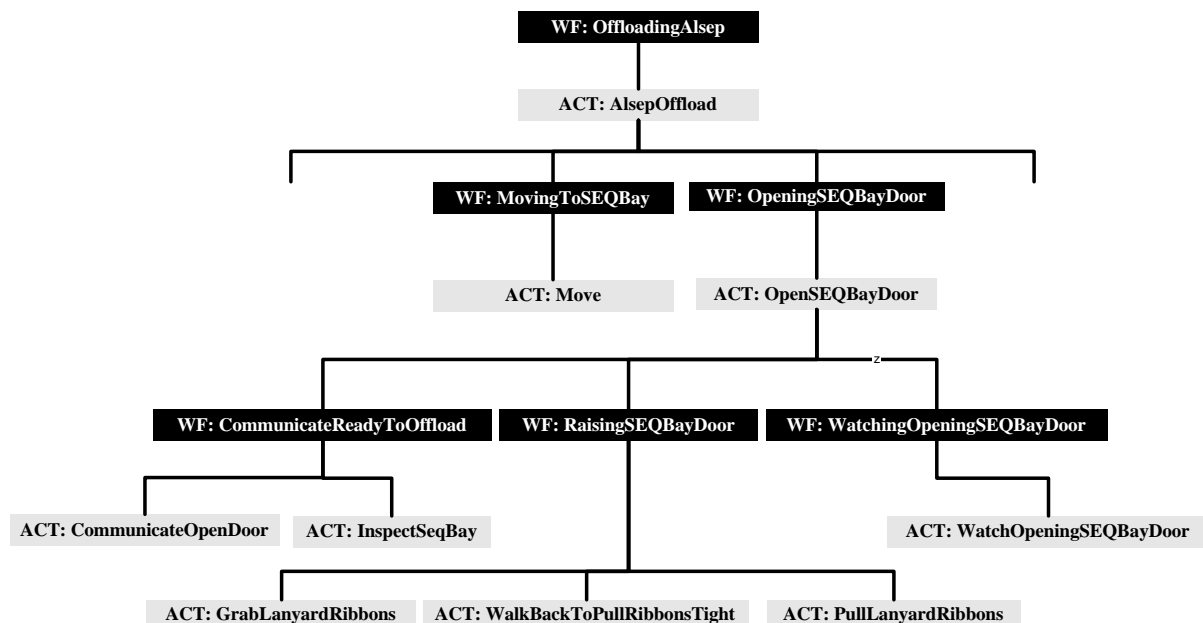 WF: OffloadingAlsep
ACT: AlsepOffload
WF: MovingToSEQBay
WF: OpeningSEQBayDoor
ACT: Move
ACT: OpenSEQBayDoor
z
WF: CommunicateReadyToOffload
WF: RaisingSEQBayDoor
WF: WatchingOpeningSEQBayDoor
ACT: CommunicateOpenDoor
ACT: InspectSeqBay
ACT: WatchOpeningSEQBayDoor
ACT: GrabLanyardRibbons
ACT: WalkBackToPullRibbonsTight
ACT: PullLanyardRibbons